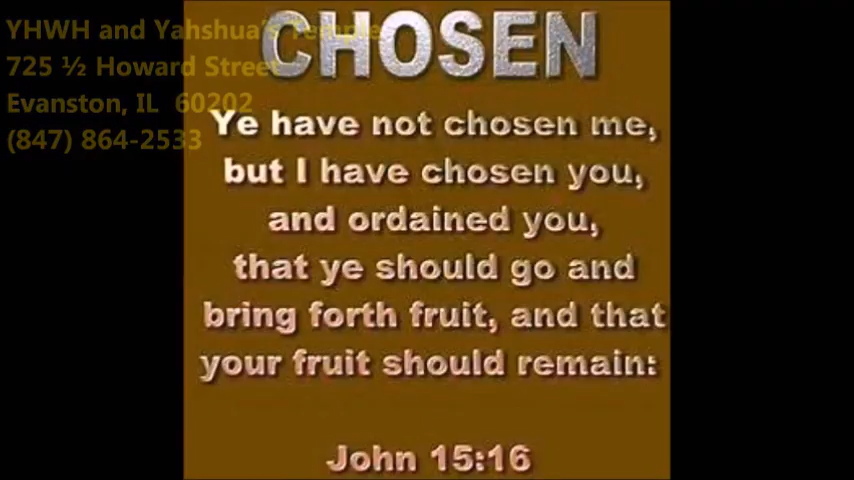 YHWH and Yahshua's Temple
725 ½ Howard Street
Evanston, IL 60202
(847) 864-2533
CHOSEN
Ye have not chosen me,
but I have chosen you,
and ordained you,
that ye should go and
bring forth fruit, and that
your fruit should remain:
John 15:16